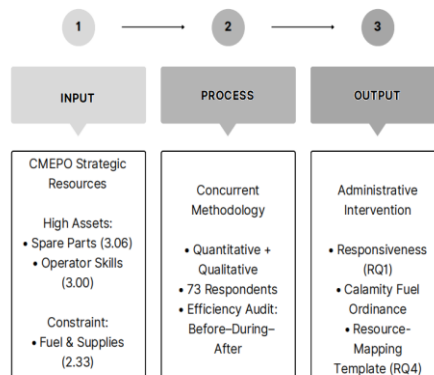 1
2
3
INPUT
PROCESS
OUTPUT
CMEPO Strategic
Resources
High Assets:
• Spare Parts (3.06)
• Operator Skills
(3.00)
Constraint:
• Fuel & Supplies
(2.33)
Concurrent
Methodology
• Quantitative +
Qualitative
• 73 Respondents
• Efficiency Audit:
Before–During–
After
Administrative
Intervention
• Responsiveness
(RQ1)
• Calamity Fuel
Ordinance
• Resource-
Mapping
Template (RQ4)